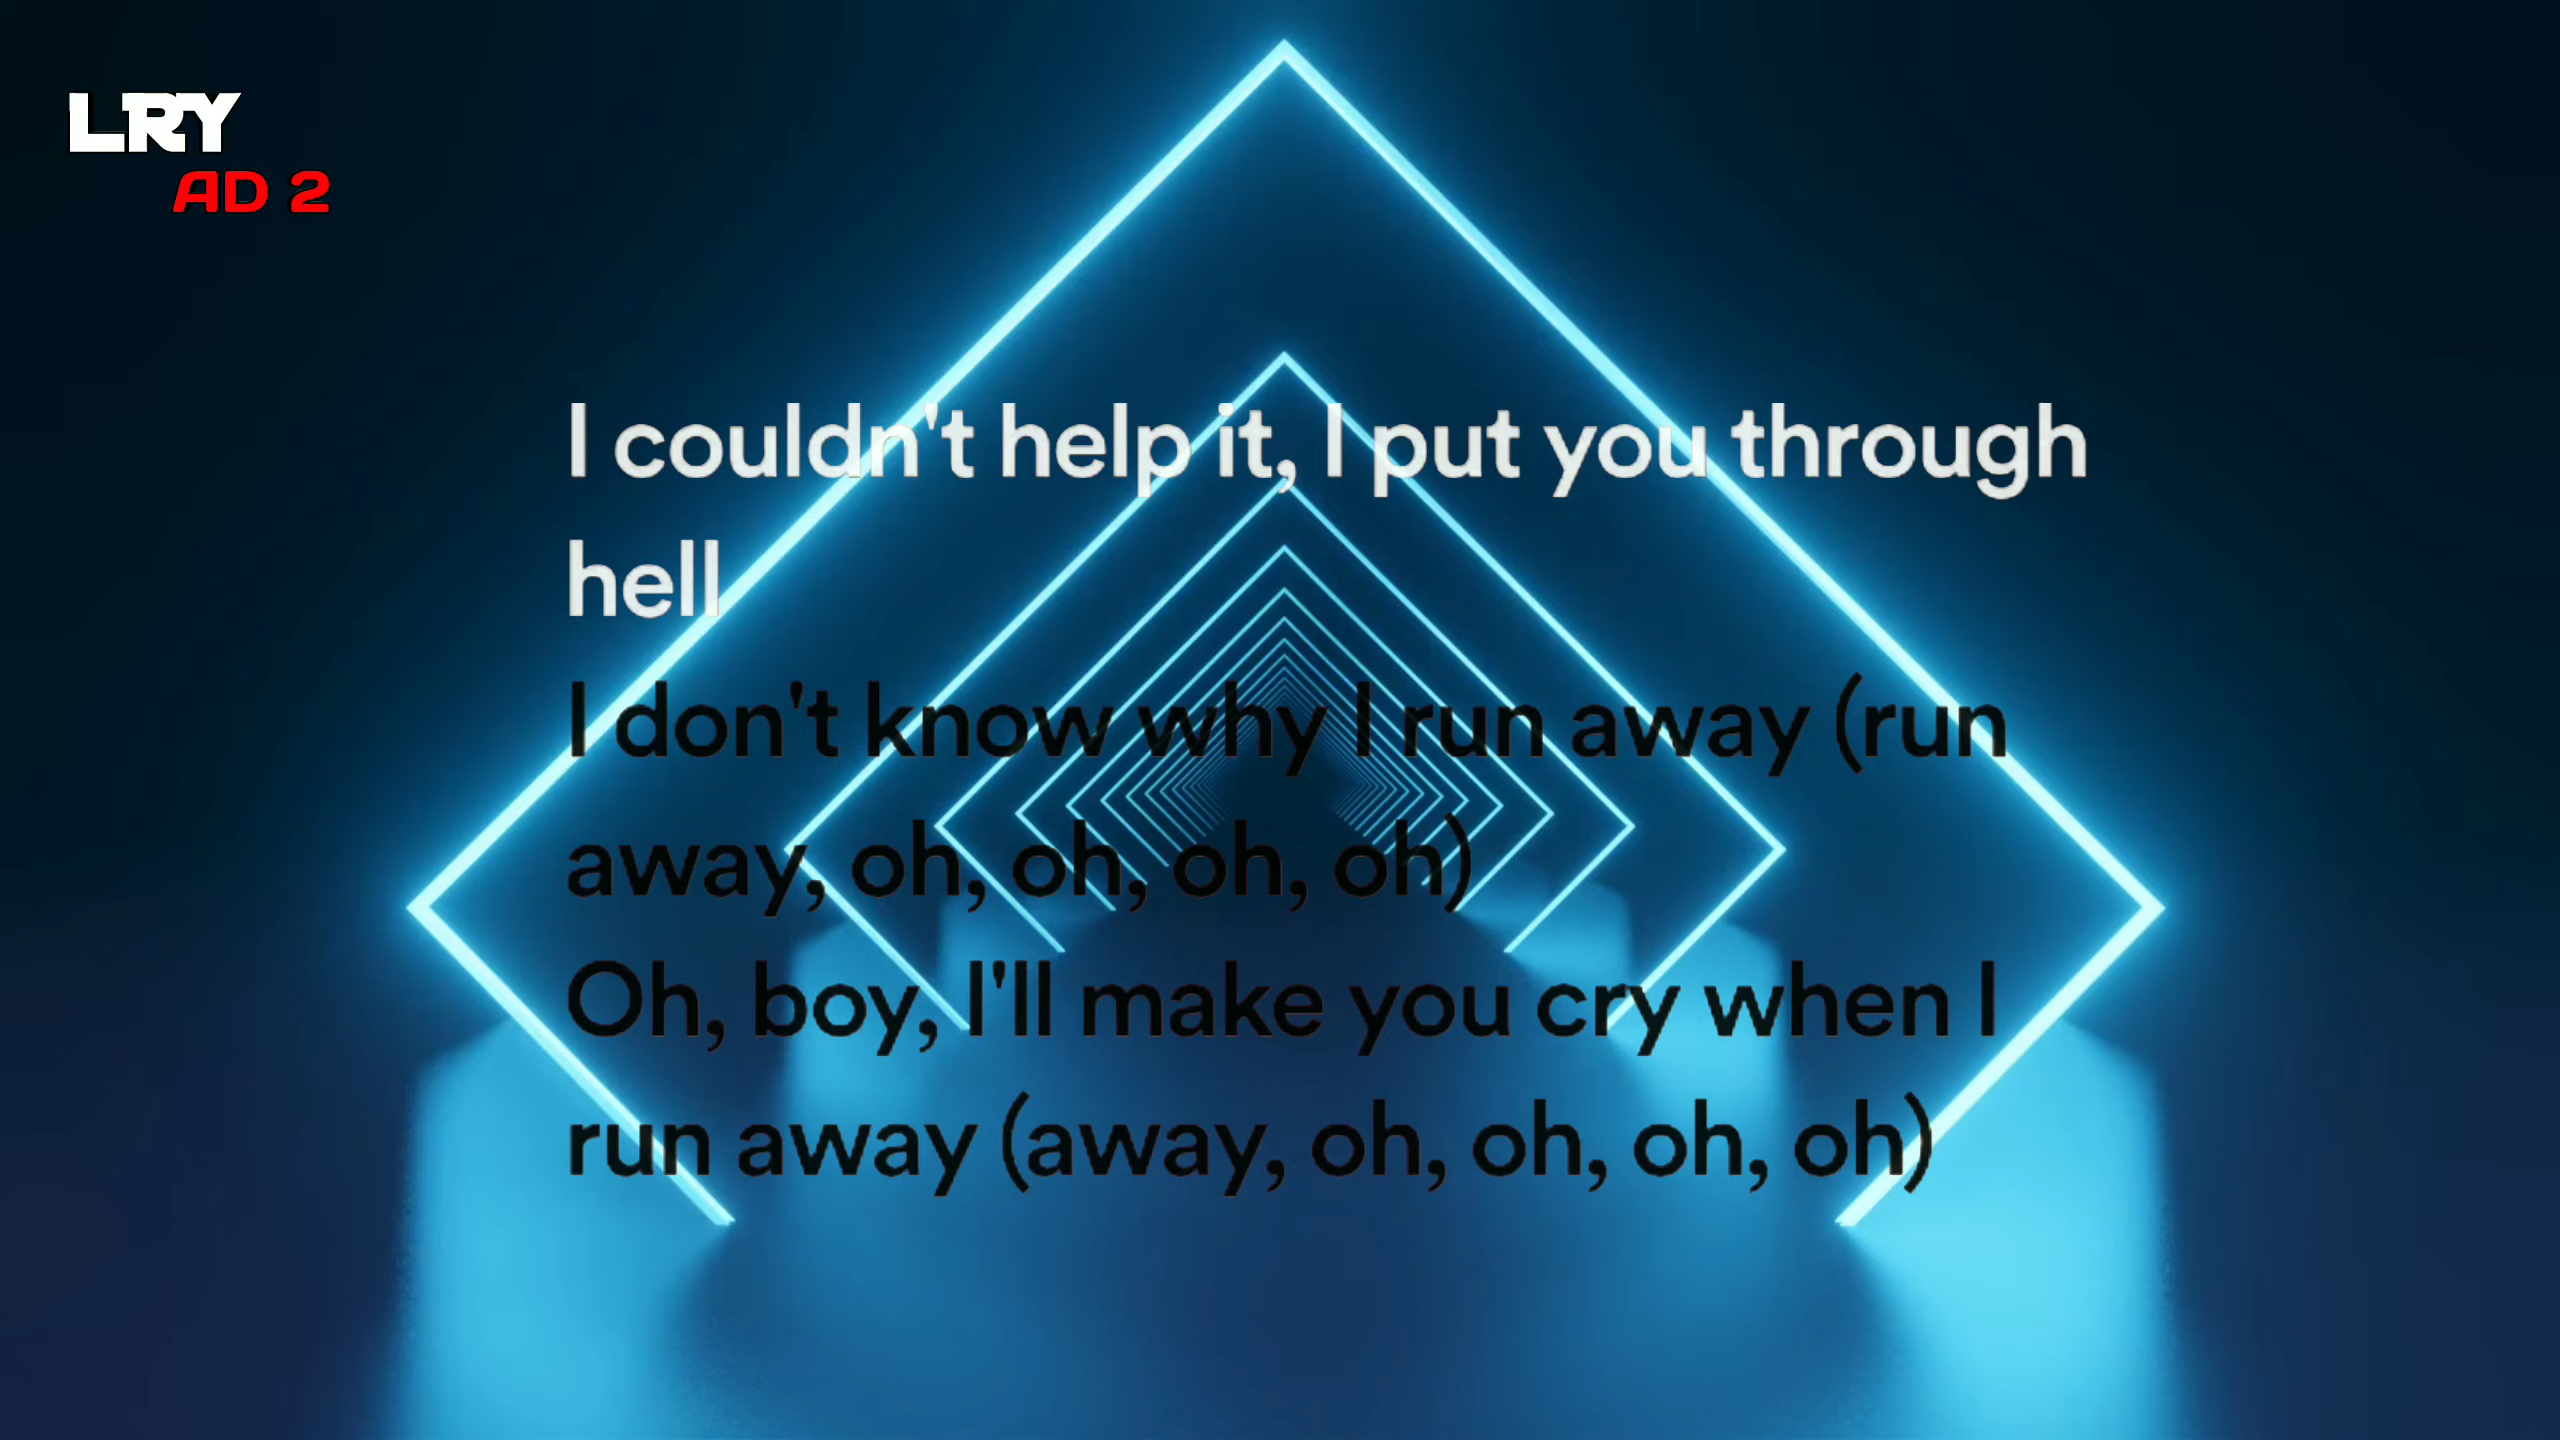 LRY
AD 2
I couldn't help it, I put you through
hell
I don't know why I run away (run
away, oh, oh, oh, oh)
Oh, boy, I'll make you cry when I
run away (away, oh, oh, oh, oh)